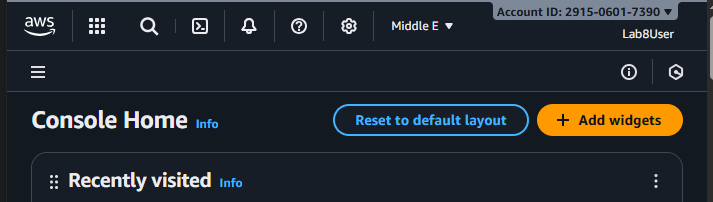 aws
Middle E
Account ID: 2915-0601-7390
Lab8User
Console Home Info
Reset to default layout
+ Add widgets
Recently visited Info